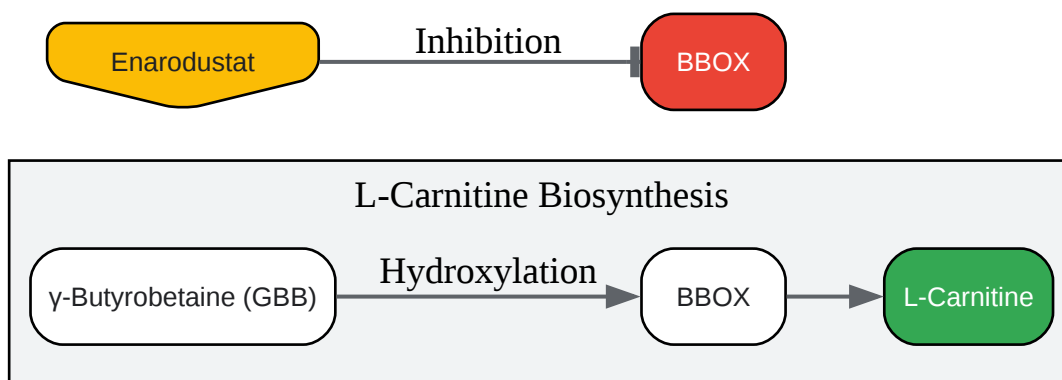 Enarodustat
Inhibition
BBOX
L-Carnitine Biosynthesis
γ-Butyrobetaine (GBB)
Hydroxylation
BBOX
L-Carnitine